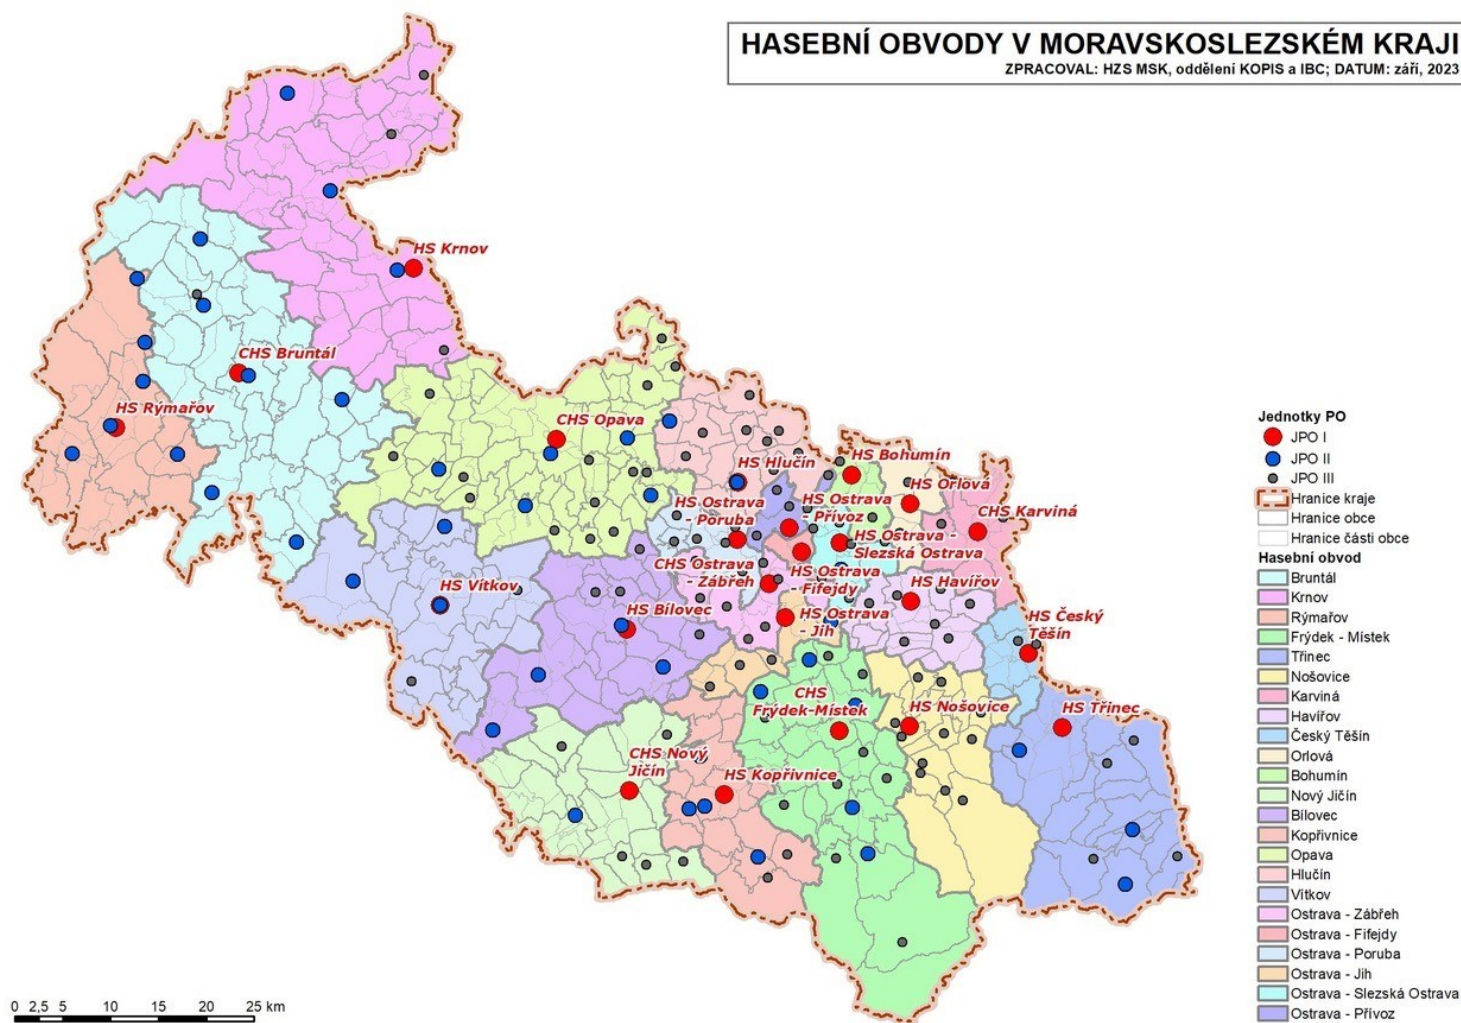 HASEBNÍ OBVODY V MORAVSKOSLEZSKÉM KRAJI
ZPRACOVAL: HZS MSK, oddělení KOPIS a IBC; DATUM: září, 2023
HS Krnov
CHS Bruntál
HS Rýmařov
CHS Opava
HS Bohumín
HS Hlučín
HS Orlová
HS Ostrava
- Poruba
HS Ostrava
- Přívoz
CHS Karviná
HS Ostrava -
Slezská Ostrava
CHS Ostrava
- Zábřeh
HS Ostrava
- Fifejdy
HS Havířov
HS Vítkov
HS Bílovec
HS Ostrava
- Jih
HS Český
Těšín
CHS
Frýdek-Místek
HS Nošovice
HS Třinec
CHS Nový
Jičín
HS Kopřivnice
Jednotky PO
JPO I
JPO II
JPO III
Hranice kraje
Hranice obce
Hranice části obce
Hasební obvod
Bruntál
Krnov
Rýmařov
Frýdek - Místek
Třinec
Nošovice
Karviná
Havířov
Český Těšín
Orlová
Bohumín
Nový Jičín
Bílovec
Kopřivnice
Opava
Hlučín
Vítkov
Ostrava - Zábřeh
Ostrava - Fifejdy
Ostrava - Poruba
Ostrava - Jih
Ostrava - Slezská Ostrava
Ostrava - Přívoz
0 2,5 5 10 15 20 25 km